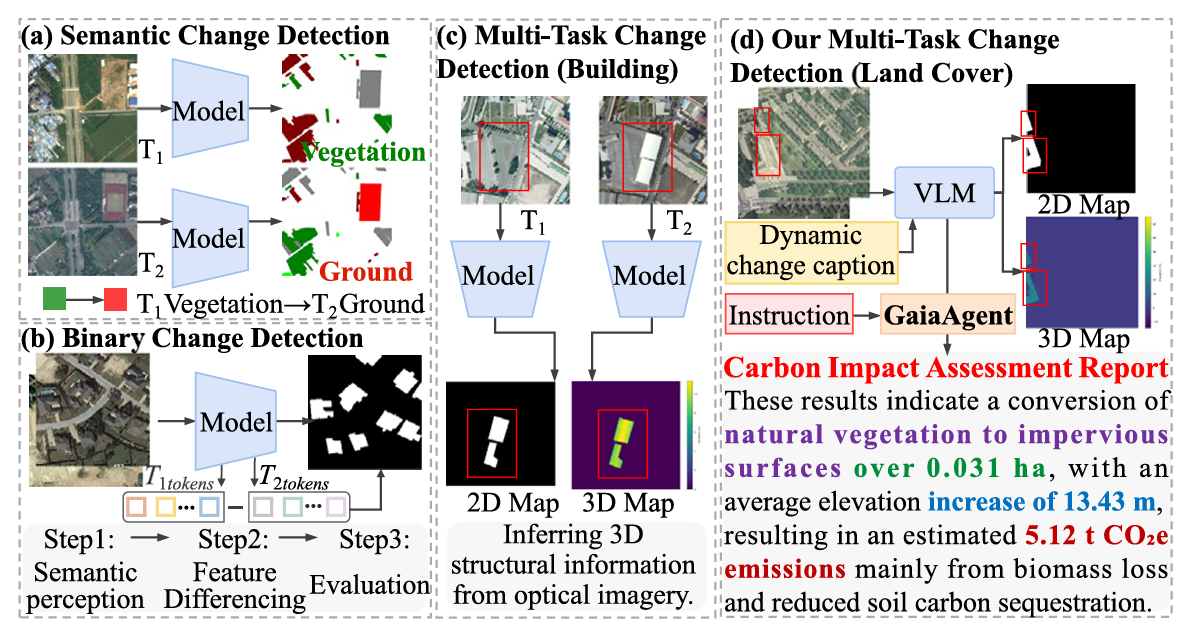 (a) Semantic Change Detection
T1
Model
Vegetation
T2
Model
Ground
T1Vegetation→T2Ground
(b) Binary Change Detection
Model
T1tokens
T2tokens
Step1:
Step2:
Step3:
Semantic
perception
Feature
Differencing
Evaluation
(c) Multi-Task Change
Detection (Building)
T1
T2
Model
Model
2D Map
3D Map
Inferring 3D
structural information
from optical imagery.
(d) Our Multi-Task Change
Detection (Land Cover)
VLM
2D Map
Dynamic
change caption
Instruction
GaiaAgent
3D Map
Carbon Impact Assessment Report
These results indicate a conversion of
natural vegetation to impervious
surfaces over 0.031 ha, with an
average elevation increase of 13.43 m,
resulting in an estimated 5.12 t CO₂e
emissions mainly from biomass loss
and reduced soil carbon sequestration.